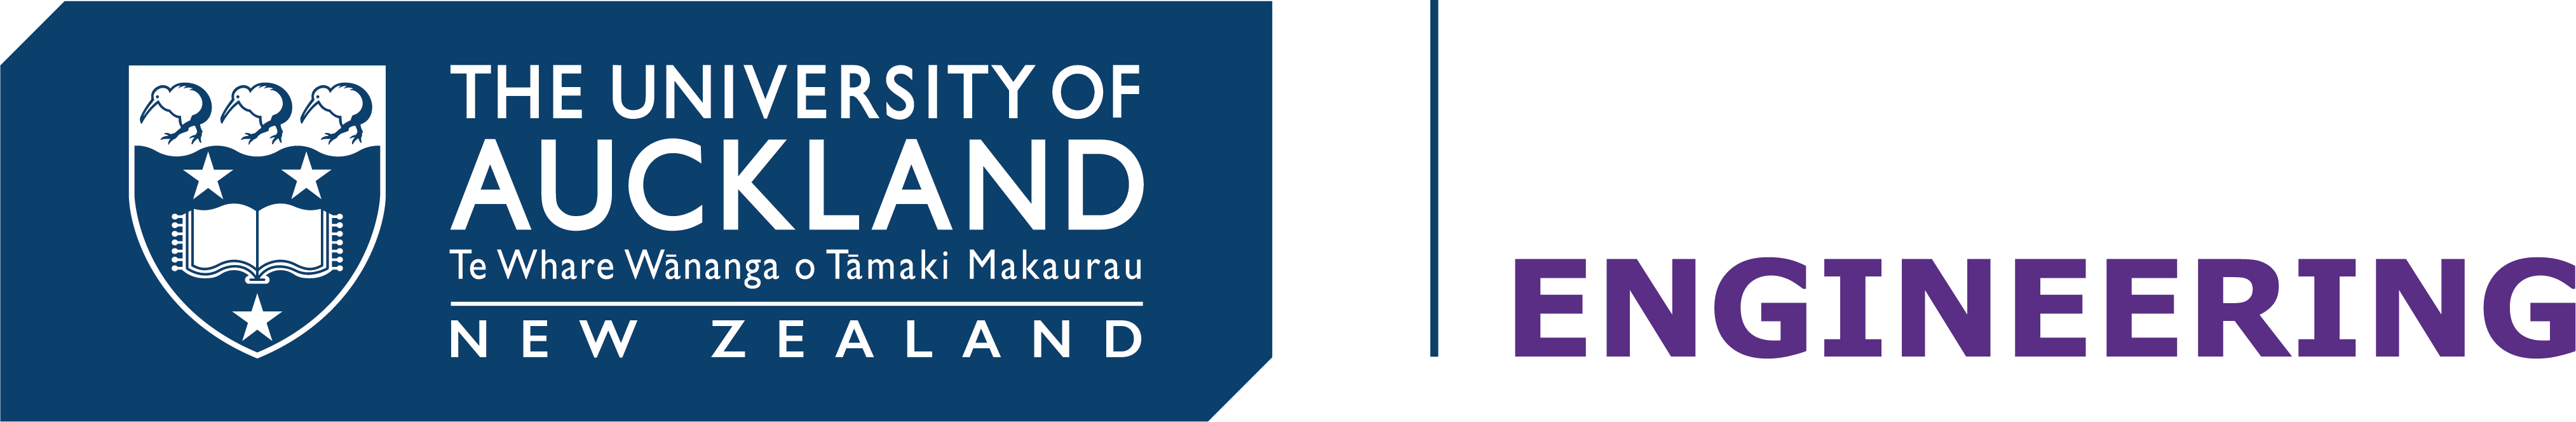 THE UNIVERSITY OF
AUCKLAND
Te Whare Wānanga o Tāmaki Makaurau
NEW ZEALAND
ENGINEERING